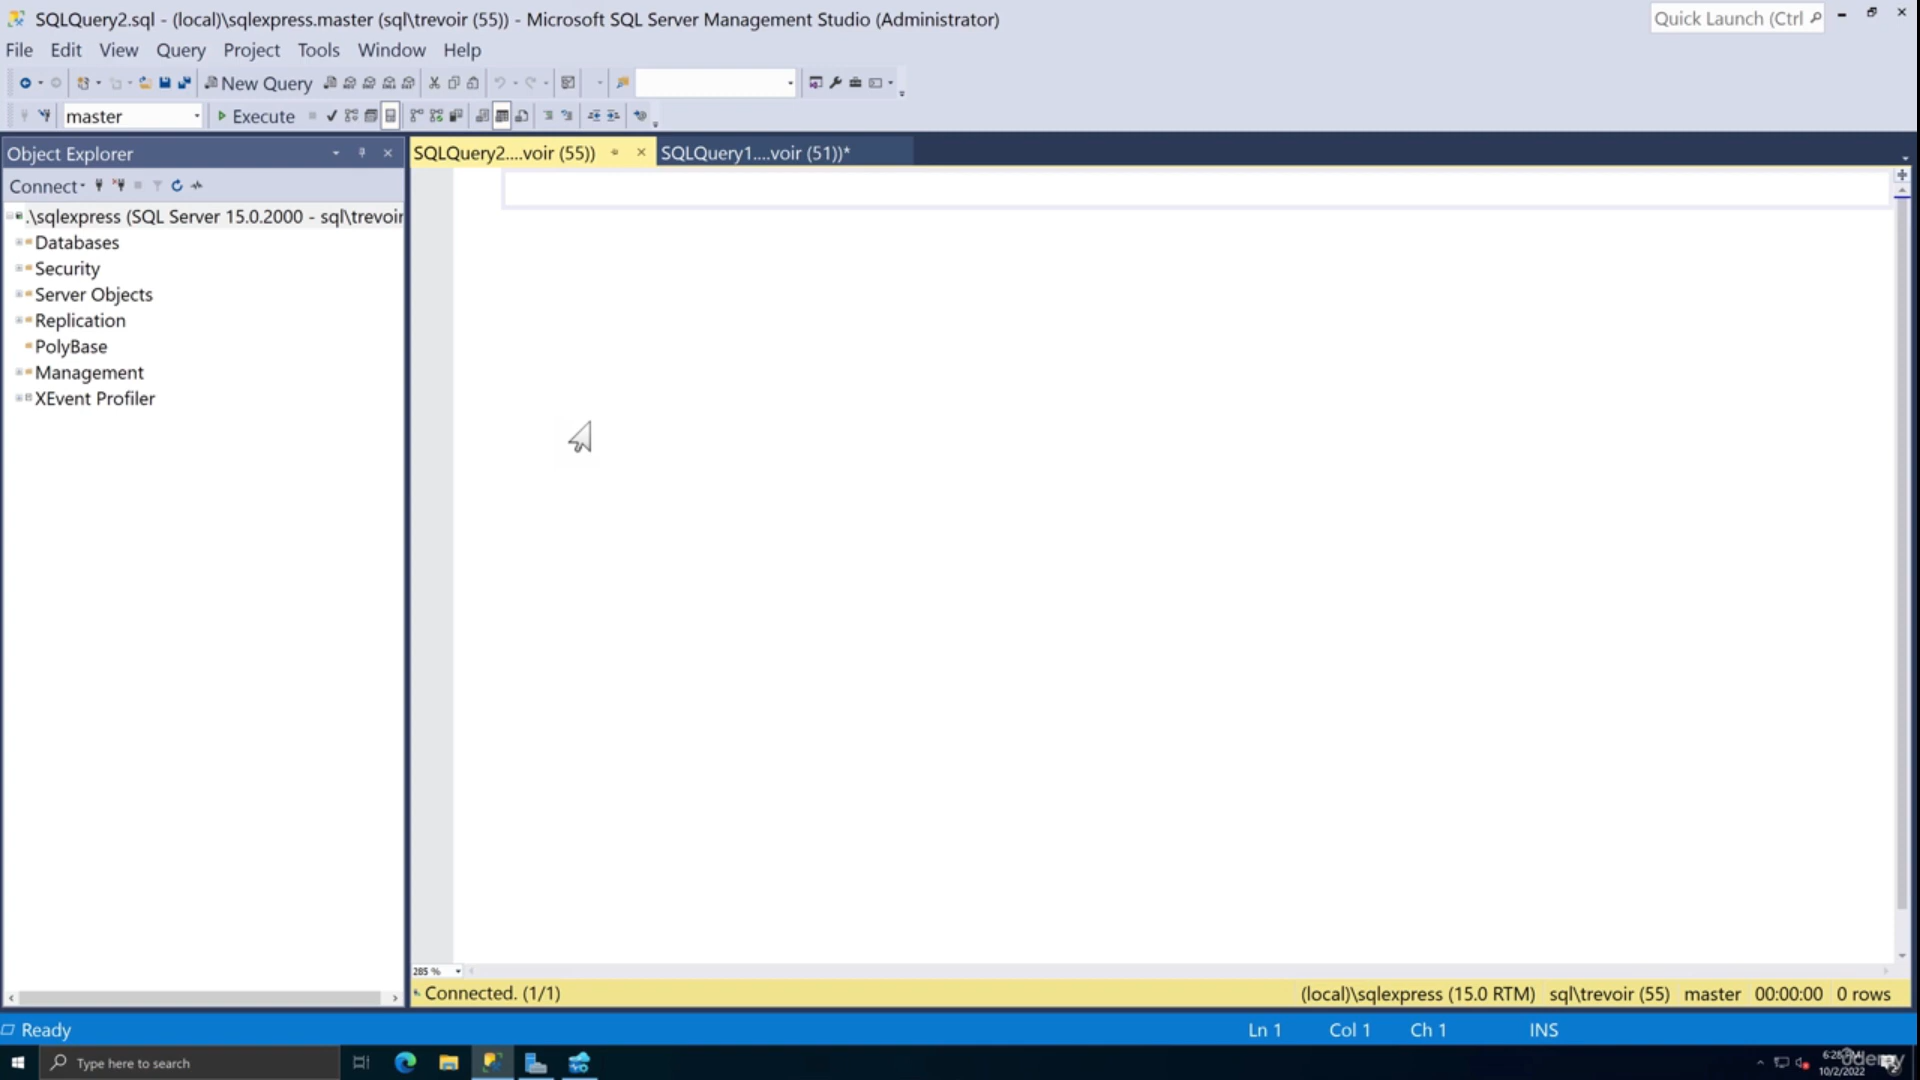 SQLQuery2.sql - (local)\sqlexpress.master (sql\trevoir (55)) - Microsoft SQL Server Management Studio (Administrator)
Quick Launch (Ctrl
File Edit View Query Project Tools Window Help
New Query
master Execute
Object Explorer
SQLQuery2....voir (55)) SQLQuery1....voir (51))*
Connect
.\sqlexpress (SQL Server 15.0.2000 - sql\trevoir
Databases
Security
Server Objects
Replication
PolyBase
Management
XEvent Profiler
285 %
Connected. (1/1) (local)\sqlexpress (15.0 RTM) sql\trevoir (55) master 00:00:00 0 rows
Ready Ln 1 Col 1 Ch 1 INS
Type here to search
10/2/2022